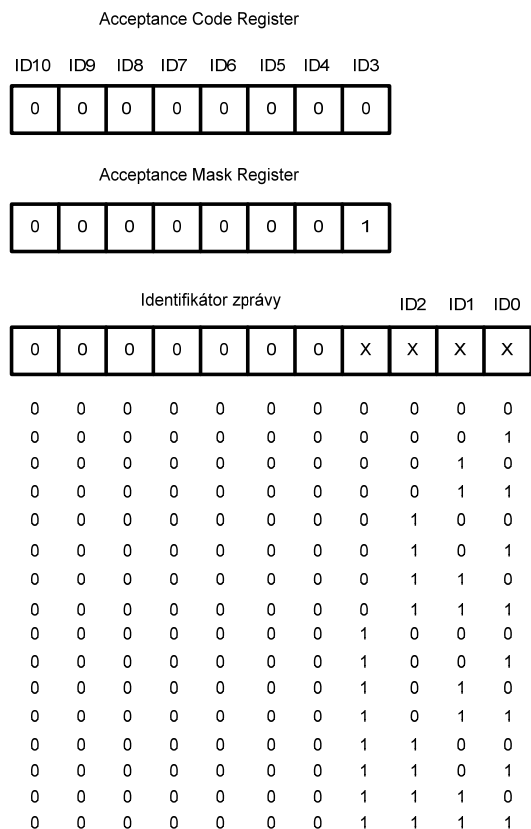 Acceptance Code Register
ID10 ID9 ID8 ID7 ID6 ID5 ID4 ID3
0 0 0 0 0 0 0 0
Acceptance Mask Register
0 0 0 0 0 0 0 1
Identifikátor zprávy ID2 ID1 ID0
0 0 0 0 0 0 0 X X X X
0 0 0 0 0 0 0 0 0 0 0
0 0 0 0 0 0 0 0 0 0 1
0 0 0 0 0 0 0 0 0 1 0
0 0 0 0 0 0 0 0 0 1 1
0 0 0 0 0 0 0 0 1 0 0
0 0 0 0 0 0 0 0 1 0 1
0 0 0 0 0 0 0 0 1 1 0
0 0 0 0 0 0 0 0 1 1 1
0 0 0 0 0 0 0 1 0 0 0
0 0 0 0 0 0 0 1 0 0 1
0 0 0 0 0 0 0 1 0 1 0
0 0 0 0 0 0 0 1 0 1 1
0 0 0 0 0 0 0 1 1 0 0
0 0 0 0 0 0 0 1 1 0 1
0 0 0 0 0 0 0 1 1 1 0
0 0 0 0 0 0 0 1 1 1 1